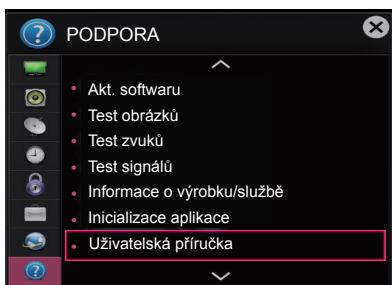 PODPORA
Akt. softwaru
Test obrázků
Test zvuků
Test signálů
Informace o výrobku/službě
Inicializace aplikace
Uživatelská příručka